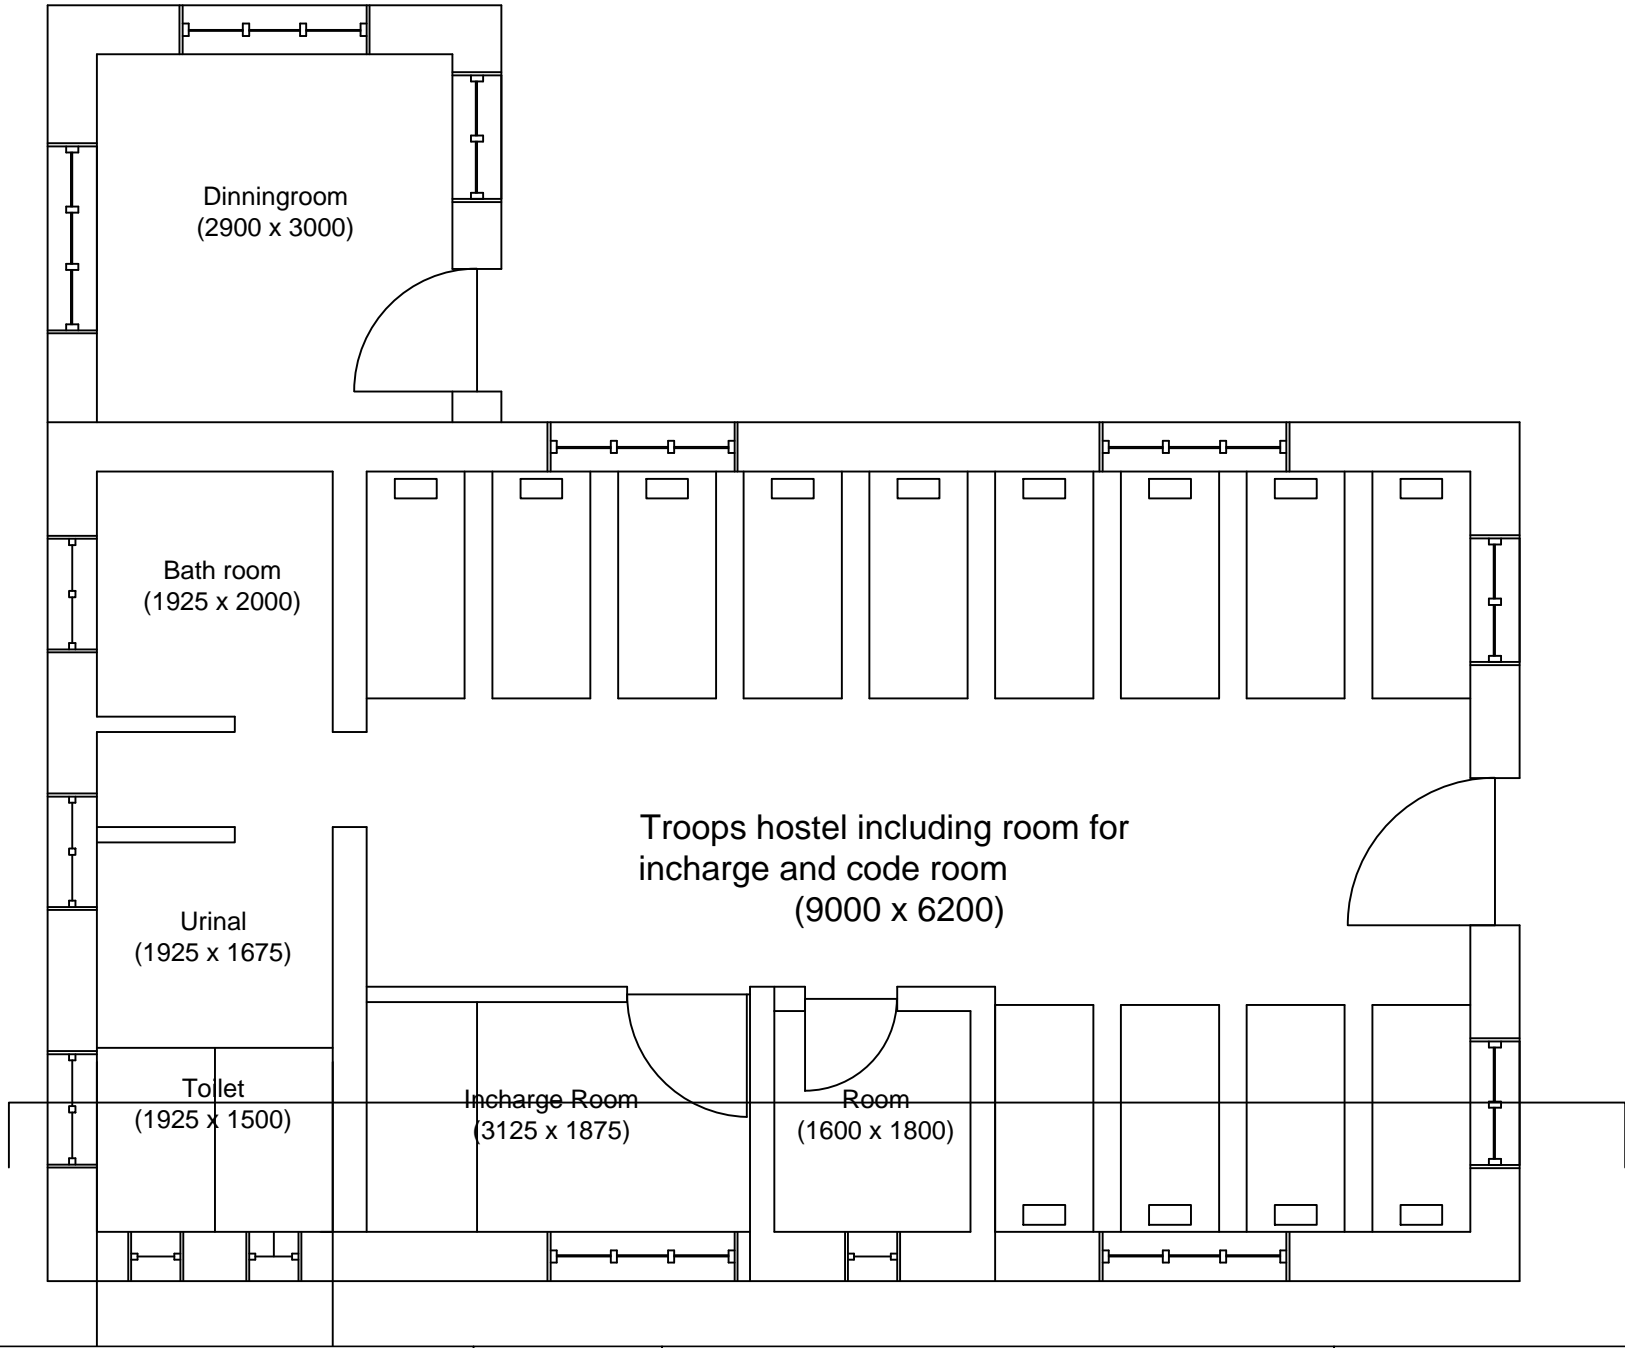 Dinningroom
(2900 x 3000)
Bath room
(1925 x 2000)
Troops hostel including room for
incharge and code room
(9000 x 6200)
Urinal
(1925 x 1675)
Toilet
(1925 x 1500)
Incharge Room
(3125 x 1875)
Room
(1600 x 1800)